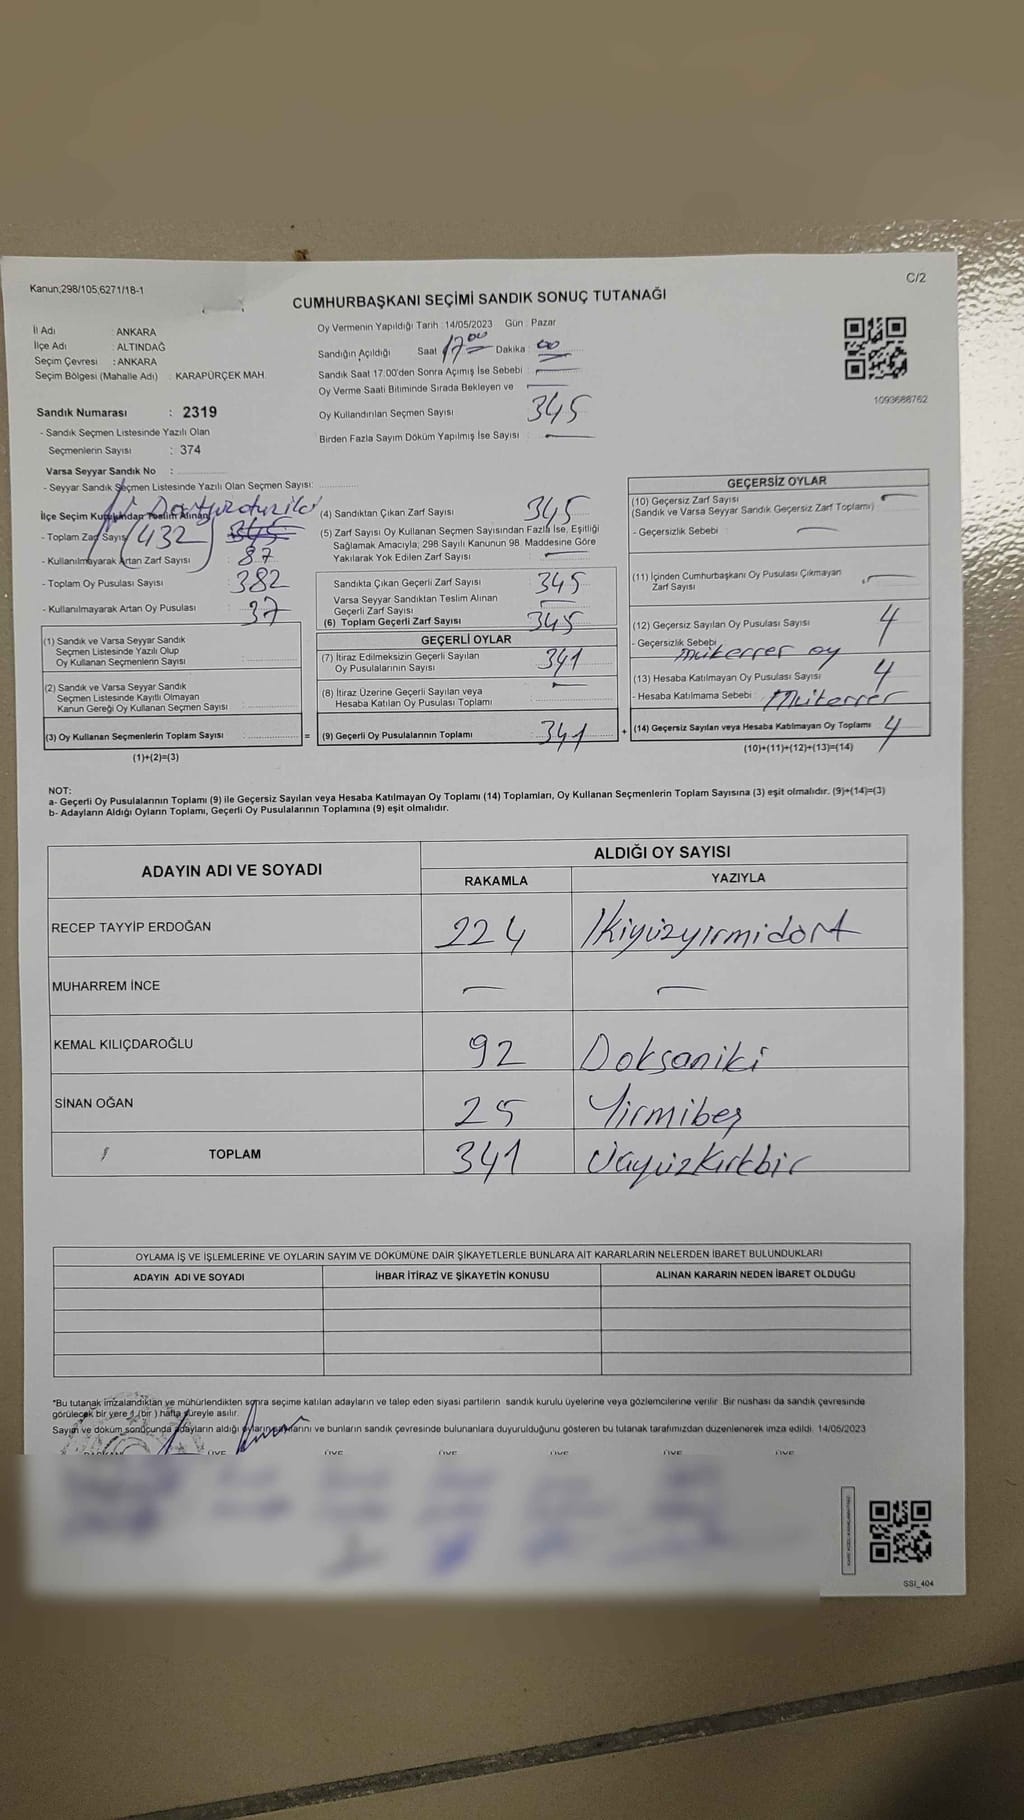 Kanun,298/105,6271/18-1
C/2
CUMHURBAŞKANI SEÇİMİ SANDIK SONUÇ TUTANAĞI
İl Adı : ANKARA
İlçe Adı : ALTINDAĞ
Seçim Çevresi : ANKARA
Seçim Bölgesi (Mahalle Adı) : KARAPÜRÇEK MAH.
Oy Vermenin Yapıldığı Tarih : 14/05/2023 Gün : Pazar
Sandığın Açıldığı Saat 17 00 Dakika : 00
Sandık Saat 17:00'den Sonra Açımış İse Sebebi : —
Oy Verme Saati Bitiminde Sırada Bekleyen ve —
Oy Kullandırılan Seçmen Sayısı 345
Birden Fazla Sayım Döküm Yapılmış İse Sayısı : —
1093688762
Sandık Numarası : 2319
- Sandık Seçmen Listesinde Yazılı Olan
Seçmenlerin Sayısı : 374
Varsa Seyyar Sandık No :
- Seyyar Sandık Seçmen Listesinde Yazılı Olan Seçmen Sayısı:
İlçe Seçim Kurulundan Teslim Alınan
- Toplam Zarf Sayısı (432) 345
- Kullanılmayarak Artan Zarf Sayısı : 87
- Toplam Oy Pusulası Sayısı : 382
- Kullanılmayarak Artan Oy Pusulası : 37
(1) Sandık ve Varsa Seyyar Sandık
Seçmen Listesinde Yazılı Olup
Oy Kullanan Seçmenlerin Sayısı :
(2) Sandık ve Varsa Seyyar Sandık
Seçmen Listesinde Kayıtlı Olmayan
Kanun Gereği Oy Kullanan Seçmen Sayısı :
(3) Oy Kullanan Seçmenlerin Toplam Sayısı : =
(1)+(2)=(3)
(4) Sandıktan Çıkan Zarf Sayısı : 345
(5) Zarf Sayısı Oy Kullanan Seçmen Sayısından Fazla İse, Eşitliği
Sağlamak Amacıyla; 298 Sayılı Kanunun 98. Maddesine Göre
Yakılarak Yok Edilen Zarf Sayısı : —
Sandıkta Çıkan Geçerli Zarf Sayısı : 345
Varsa Seyyar Sandıktan Teslim Alınan
Geçerli Zarf Sayısı : —
(6) Toplam Geçerli Zarf Sayısı : 345
GEÇERLİ OYLAR
(7) İtiraz Edilmeksizin Geçerli Sayılan
Oy Pusulalarının Sayısı : 341
(8) İtiraz Üzerine Geçerli Sayılan veya
Hesaba Katılan Oy Pusulası Toplamı : —
(9) Geçerli Oy Pusulalarının Toplamı : 341 +
GEÇERSİZ OYLAR
(10) Geçersiz Zarf Sayısı : —
(Sandık ve Varsa Seyyar Sandık Geçersiz Zarf Toplamı)
- Geçersizlik Sebebi : —
(11) İçinden Cumhurbaşkanı Oy Pusulası Çıkmayan
Zarf Sayısı : —
(12) Geçersiz Sayılan Oy Pusulası Sayısı : 4
- Geçersizlik Sebebi : mükerrer oy
(13) Hesaba Katılmayan Oy Pusulası Sayısı : 4
- Hesaba Katılmama Sebebi : Mükerrer
(14) Geçersiz Sayılan veya Hesaba Katılmayan Oy Toplamı : 4
(10)+(11)+(12)+(13)=(14)
NOT:
a- Geçerli Oy Pusulalarının Toplamı (9) ile Geçersiz Sayılan veya Hesaba Katılmayan Oy Toplamı (14) Toplamları, Oy Kullanan Seçmenlerin Toplam Sayısına (3) eşit olmalıdır. (9)+(14)=(3)
b- Adayların Aldığı Oyların Toplamı, Geçerli Oy Pusulalarının Toplamına (9) eşit olmalıdır.
ADAYIN ADI VE SOYADI
ALDIĞI OY SAYISI
RAKAMLA YAZIYLA
RECEP TAYYİP ERDOĞAN 224 İkiyüzyirmidört
MUHARREM İNCE — —
KEMAL KILIÇDAROĞLU 92 Doksaniki
SİNAN OĞAN 25 Yirmibeş
TOPLAM 341 Üçyüzkırkbir
OYLAMA İŞ VE İŞLEMLERİNE VE OYLARIN SAYIM VE DÖKÜMÜNE DAİR ŞİKAYETLERLE BUNLARA AİT KARARLARIN NELERDEN İBARET BULUNDUKLARI
ADAYIN ADI VE SOYADI İHBAR İTİRAZ VE ŞİKAYETİN KONUSU ALINAN KARARIN NEDEN İBARET OLDUĞU
*Bu tutanak imzalandıktan ve mühürlendikten sonra seçime katılan adayların ve talep eden siyasi partilerin sandık kurulu üyelerine veya gözlemcilerine verilir. Bir nüshası da sandık çevresinde
görülecek bir yere 1 (bir) hafta süreyle asılır.
Sayım ve döküm sonucunda adayların aldığı oyların ve bunların sandık çevresinde bulunanlara duyurulduğunu gösteren bu tutanak tarafımızdan düzenlenerek imza edildi. 14/05/2023
ÜYE ÜYE ÜYE ÜYE ÜYE ÜYE
SSI_404